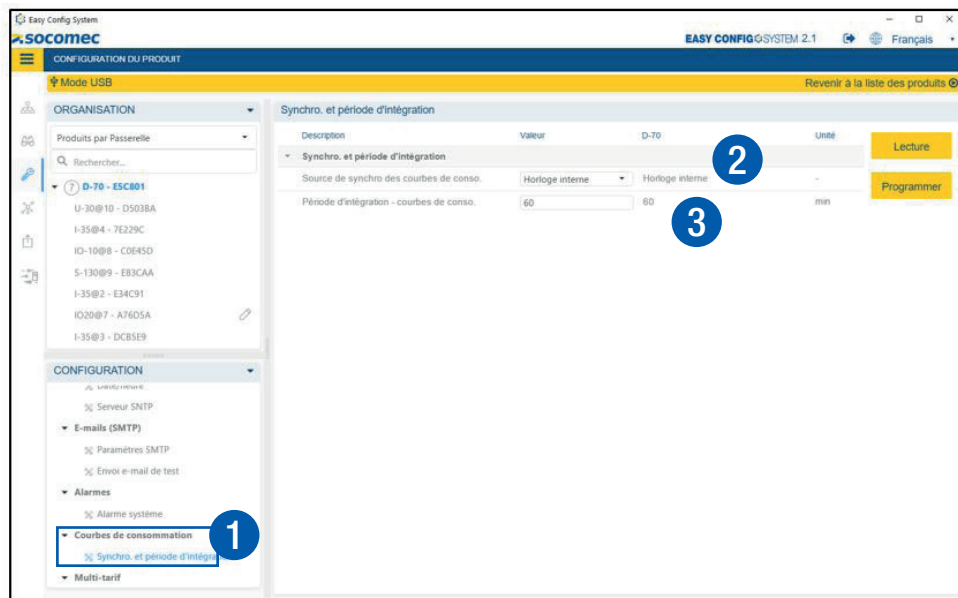 Easy Config System
socomec
EASY CONFIG SYSTEM 2.1
Français
CONFIGURATION DU PRODUIT
Mode USB
Revenir à la liste des produits
ORGANISATION
Produits par Passerelle
Rechercher...
D-70 - E5C801
U-30@10 - D503BA
I-35@4 - 7E229C
IO-10@8 - C0E45D
S-130@9 - EB3CAA
I-35@2 - E34C91
IO20@7 - A76D5A
I-35@3 - DCB5E9
CONFIGURATION
Date/heure
Serveur SNTP
E-mails (SMTP)
Paramètres SMTP
Envoi e-mail de test
Alarmes
Alarme système
Courbes de consommation
Synchro. et période d'intégra
1
Multi-tarif
Synchro. et période d'intégration
Description Valeur D-70 Unité
Synchro. et période d'intégration
2
Source de synchro des courbes de conso. Horloge interne Horloge interne -
Période d'intégration - courbes de conso. 60 60 min
3
Lecture
Programmer